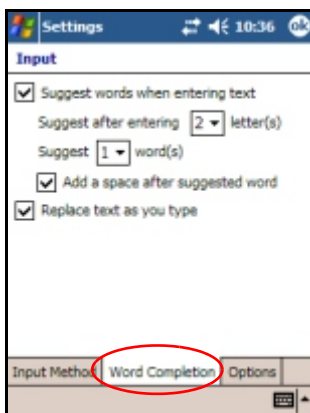 Settings 10:36 ok
Input
Suggest words when entering text
Suggest after entering 2 letter(s)
Suggest 1 word(s)
Add a space after suggested word
Replace text as you type
Input Method Word Completion Options